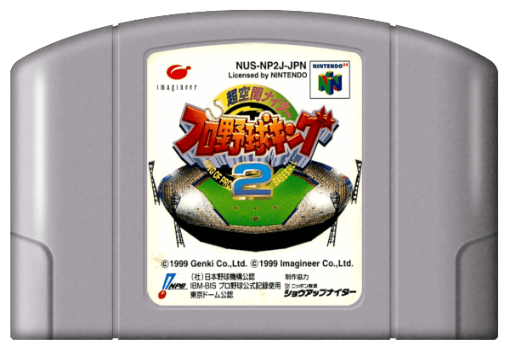 NUS-NP2J-JPN
Licensed by NINTENDO
NINTENDO64
imagineer
超空間ナイター
プロ野球キング
KING OF PRO BASEBALL
2
©1999 Genki Co.,Ltd. ©1999 Imagineer Co.,Ltd.
NPB
(社)日本野球機構公認
IBM-BIS プロ野球公式記録使用
東京ドーム公認
制作協力
ニッポン放送
ショウアップナイター